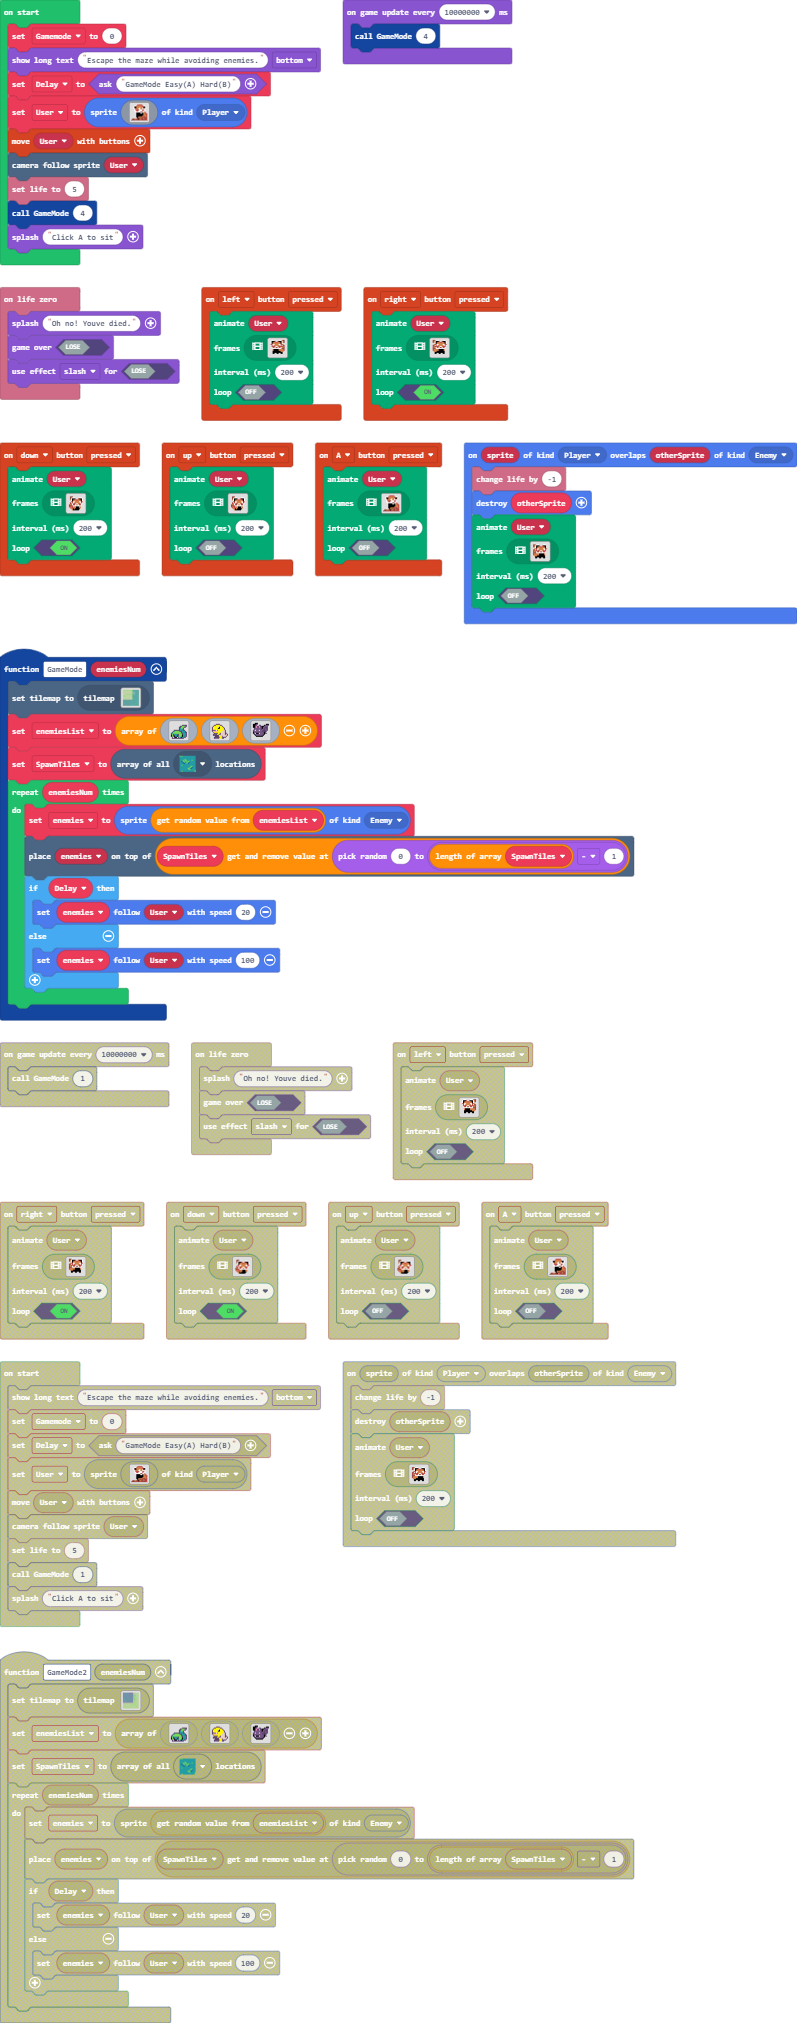 on start
set Gamemode to 0
show long text "Escape the maze while avoiding enemies." bottom
set Delay to ask "GameMode Easy(A) Hard(B)"
set User to sprite of kind Player
move User with buttons
camera follow sprite User
set life to 5
call GameMode 4
splash "Click A to sit"
on game update every 10000000 ms
call GameMode 4
on life zero
splash "Oh no! Youve died."
game over LOSE
use effect slash for LOSE
on left button pressed
animate User
frames
interval (ms) 200
loop OFF
on right button pressed
animate User
frames
interval (ms) 200
loop ON
on down button pressed
animate User
frames
interval (ms) 200
loop ON
on up button pressed
animate User
frames
interval (ms) 200
loop OFF
on A button pressed
animate User
frames
interval (ms) 200
loop OFF
on sprite of kind Player overlaps otherSprite of kind Enemy
change life by -1
destroy otherSprite
animate User
frames
interval (ms) 200
loop OFF
function GameMode enemiesNum
set tilemap to tilemap
set enemiesList to array of
set SpawnTiles to array of all locations
repeat enemiesNum times
do
set enemies to sprite get random value from enemiesList of kind Enemy
place enemies on top of SpawnTiles get and remove value at pick random 0 to length of array SpawnTiles - 1
if Delay then
set enemies follow User with speed 20
else
set enemies follow User with speed 100
on game update every 10000000 ms
call GameMode 1
on life zero
splash "Oh no! Youve died."
game over LOSE
use effect slash for LOSE
on left button pressed
animate User
frames
interval (ms) 200
loop OFF
on right button pressed
animate User
frames
interval (ms) 200
loop ON
on down button pressed
animate User
frames
interval (ms) 200
loop ON
on up button pressed
animate User
frames
interval (ms) 200
loop OFF
on A button pressed
animate User
frames
interval (ms) 200
loop OFF
on start
show long text "Escape the maze while avoiding enemies." bottom
set Gamemode to 0
set Delay to ask "GameMode Easy(A) Hard(B)"
set User to sprite of kind Player
move User with buttons
camera follow sprite User
set life to 5
call GameMode 1
splash "Click A to sit"
on sprite of kind Player overlaps otherSprite of kind Enemy
change life by -1
destroy otherSprite
animate User
frames
interval (ms) 200
loop OFF
function GameMode2 enemiesNum
set tilemap to tilemap
set enemiesList to array of
set SpawnTiles to array of all locations
repeat enemiesNum times
do
set enemies to sprite get random value from enemiesList of kind Enemy
place enemies on top of SpawnTiles get and remove value at pick random 0 to length of array SpawnTiles - 1
if Delay then
set enemies follow User with speed 20
else
set enemies follow User with speed 100